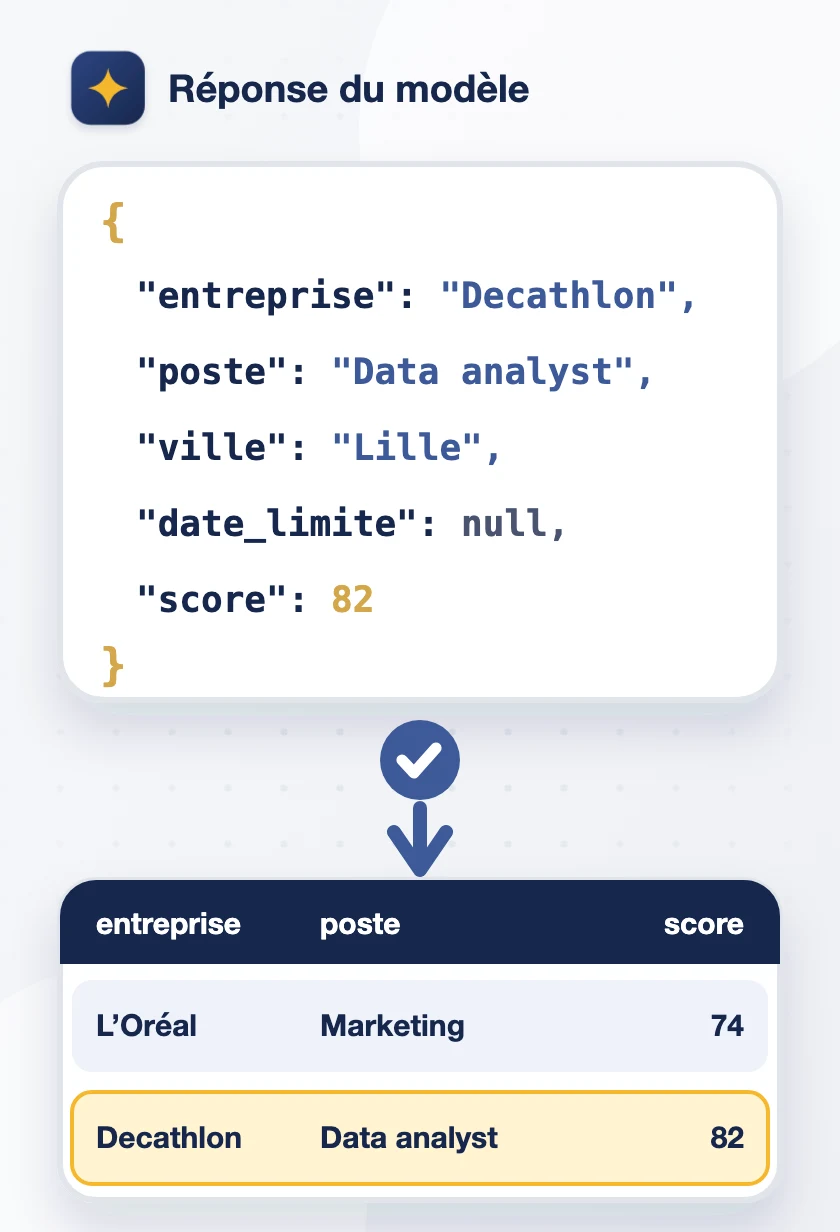 Réponse du modèle
{
"entreprise": "Decathlon",
"poste": "Data analyst",
"ville": "Lille",
"date_limite": null,
"score": 82
}
entreprise poste score
L’Oréal Marketing 74
Decathlon Data analyst 82